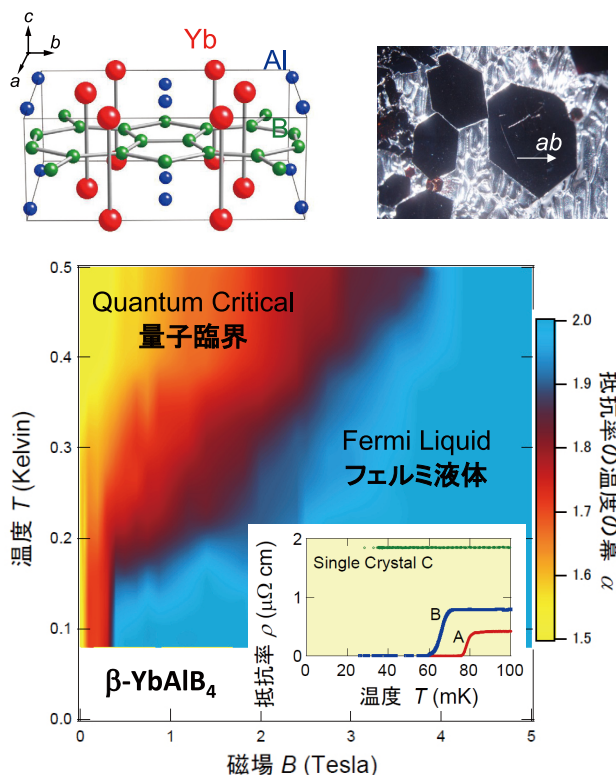 c
b
a
Yb
Al
B
ab
0.5
0.4
0.3
0.2
0.1
0.0
温度 T (Kelvin)
Quantum Critical
量子臨界
Fermi Liquid
フェルミ液体
β-YbAlB4
0
1
2
3
4
5
磁場 B (Tesla)
2
1
0
抵抗率 ρ (μΩ cm)
Single Crystal C
B
A
0
20
40
60
80
100
温度 T (mK)
2.0
1.9
1.8
1.7
1.6
1.5
抵抗率の温度の幕 α